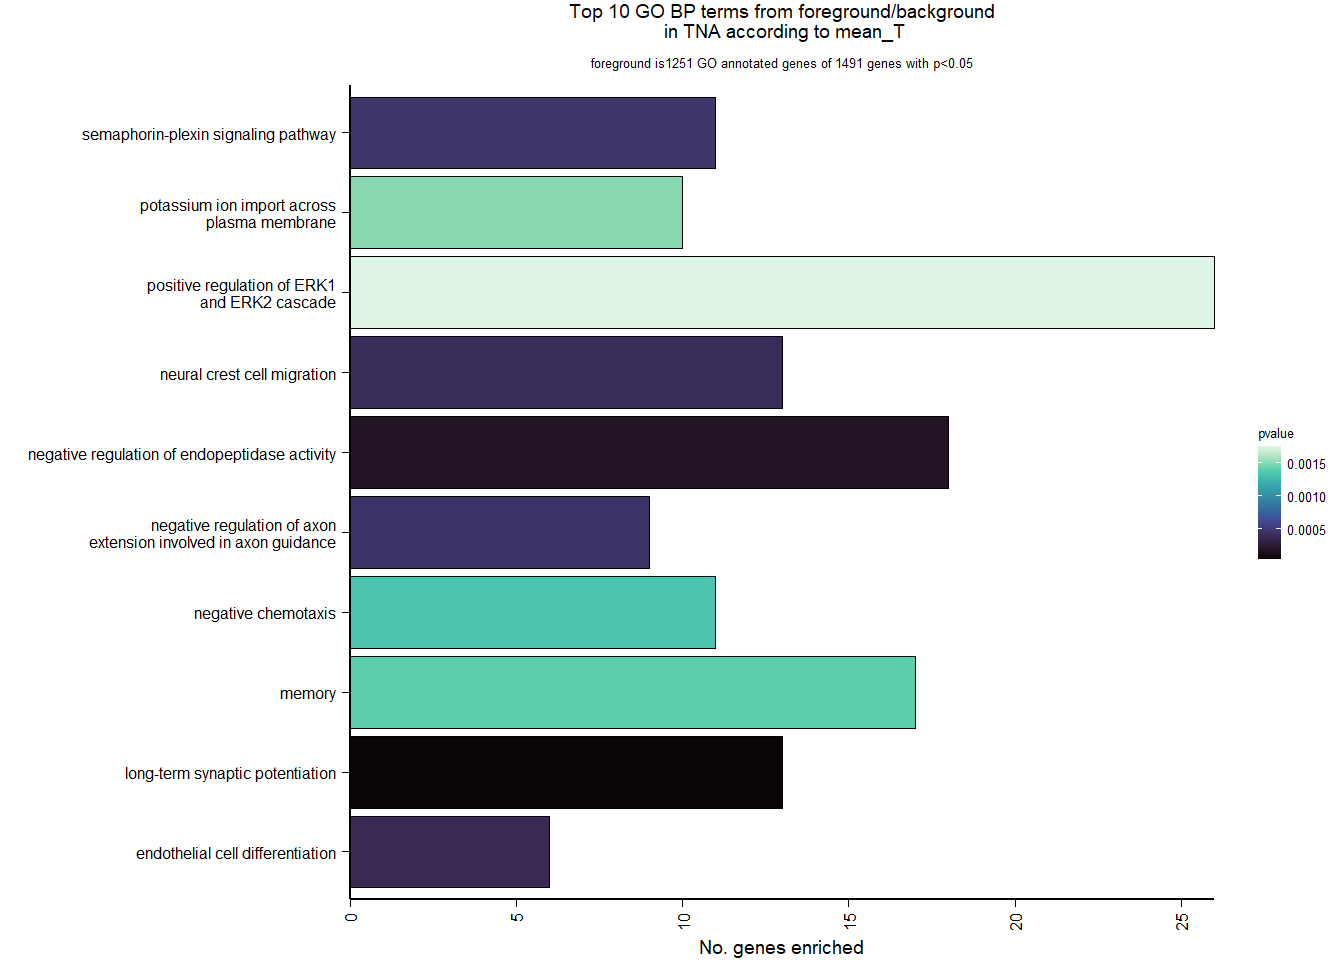 Top 10 GO BP terms from foreground/background
in TNA according to mean_T
foreground is1251 GO annotated genes of 1491 genes with p<0.05
semaphorin-plexin signaling pathway
potassium ion import across
plasma membrane
positive regulation of ERK1
and ERK2 cascade
neural crest cell migration
negative regulation of endopeptidase activity
negative regulation of axon
extension involved in axon guidance
negative chemotaxis
memory
long-term synaptic potentiation
endothelial cell differentiation
0
5
10
15
20
25
No. genes enriched
pvalue
0.0015
0.0010
0.0005